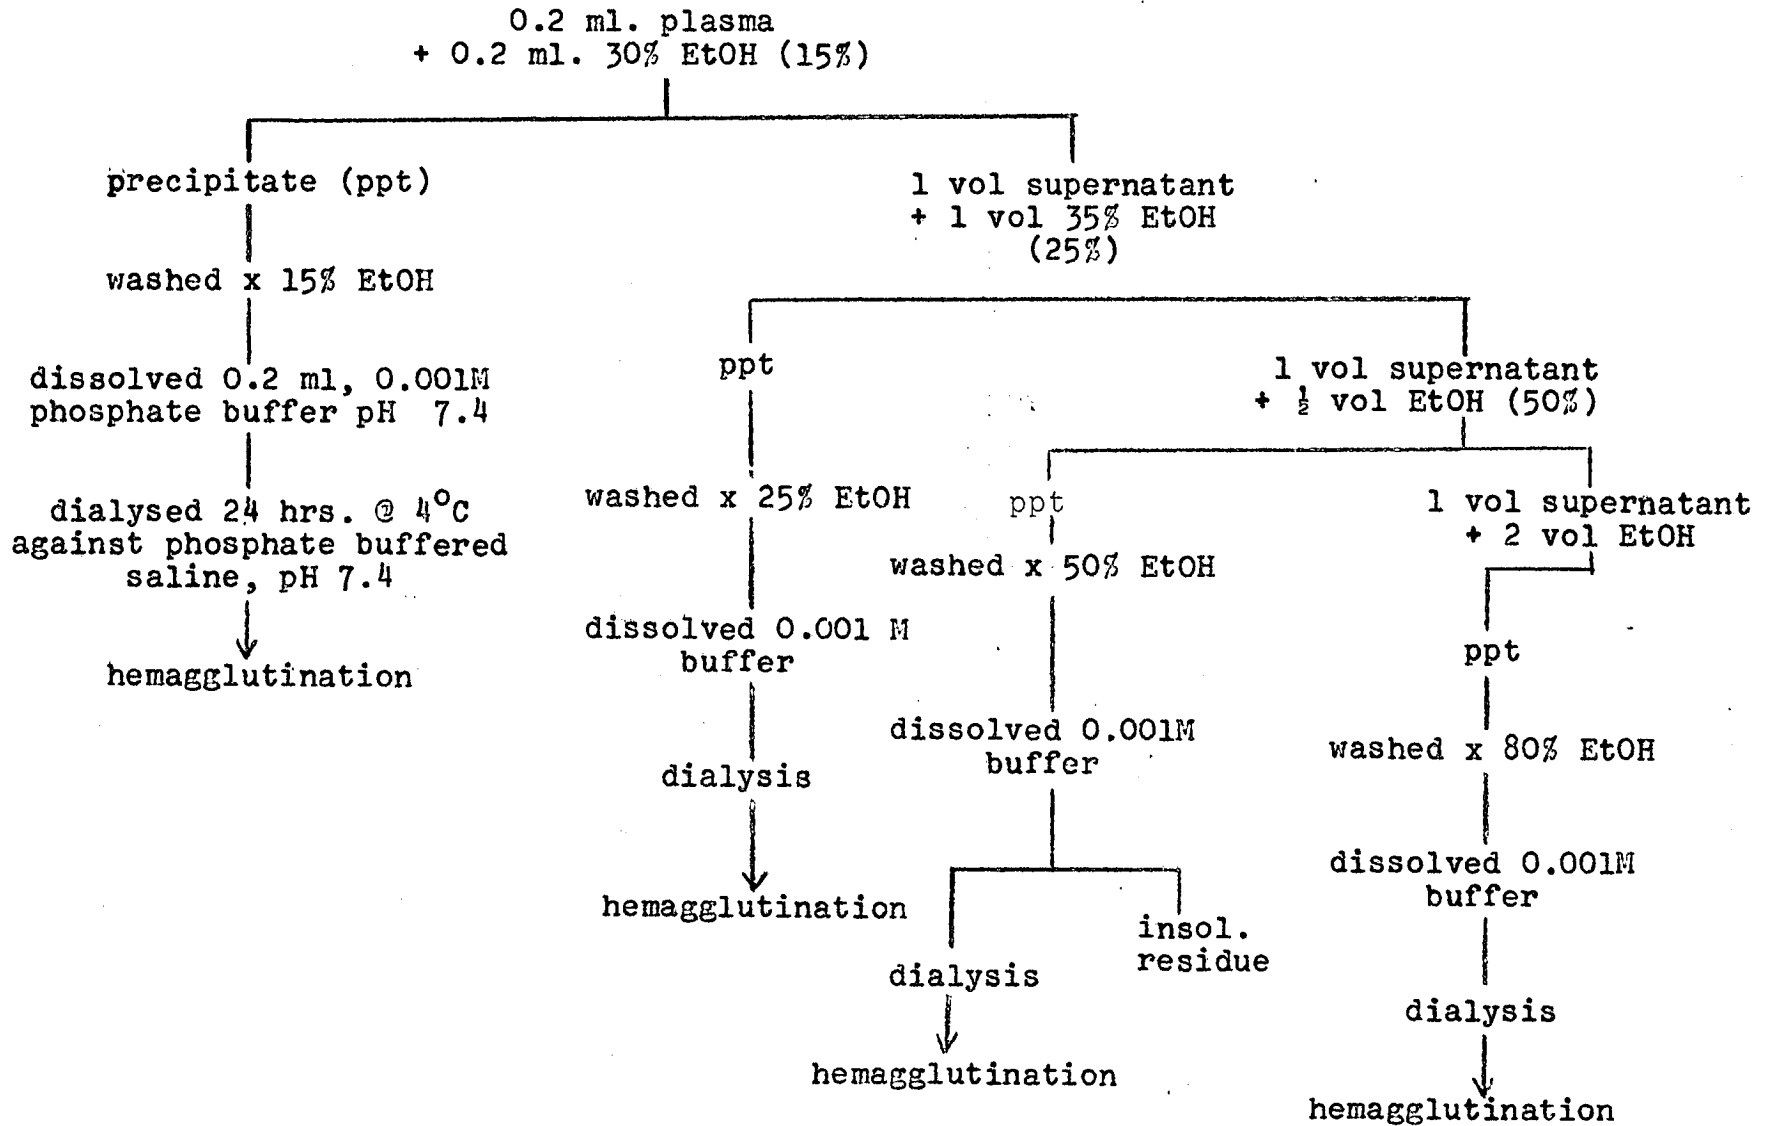 0.2 ml. plasma
+ 0.2 ml. 30% EtOH (15%)
precipitate (ppt)
washed x 15% EtOH
dissolved 0.2 ml, 0.001M
phosphate buffer pH 7.4
dialysed 24 hrs. @ 4°C
against phosphate buffered
saline, pH 7.4
hemagglutination
1 vol supernatant
+ 1 vol 35% EtOH
(25%)
ppt
washed x 25% EtOH
dissolved 0.001 M
buffer
dialysis
hemagglutination
1 vol supernatant
+ ½ vol EtOH (50%)
ppt
washed x 50% EtOH
dissolved 0.001M
buffer
dialysis
hemagglutination
insol.
residue
1 vol supernatant
+ 2 vol EtOH
ppt
washed x 80% EtOH
dissolved 0.001M
buffer
dialysis
hemagglutination